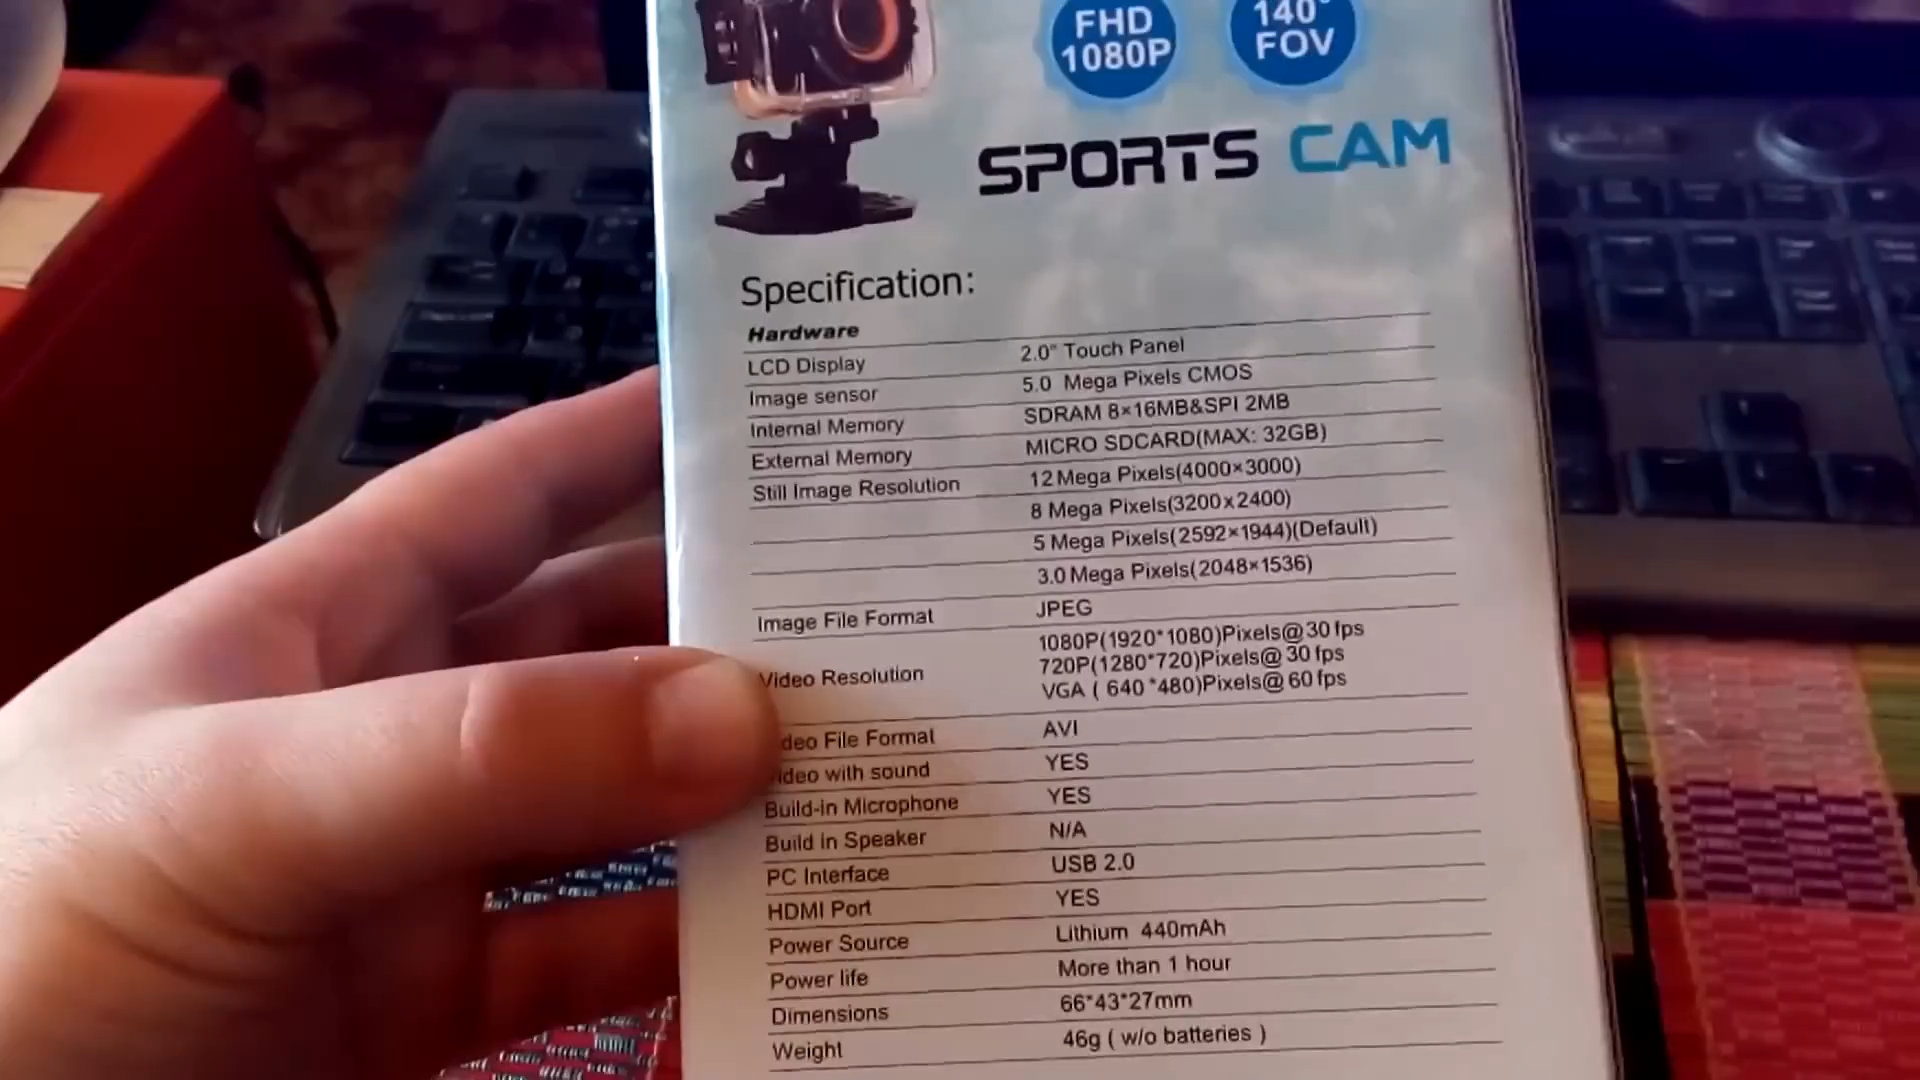 FHD
1080P
140°
FOV
SPORTS CAM
Specification:
Hardware
LCD Display 2.0" Touch Panel
Image sensor 5.0 Mega Pixels CMOS
Internal Memory SDRAM 8×16MB&SPI 2MB
External Memory MICRO SDCARD(MAX: 32GB)
Still Image Resolution 12 Mega Pixels(4000×3000)
8 Mega Pixels(3200x2400)
5 Mega Pixels(2592×1944)(Default)
3.0 Mega Pixels(2048×1536)
Image File Format JPEG
1080P(1920*1080)Pixels@30 fps
Video Resolution 720P(1280*720)Pixels@ 30 fps
VGA ( 640 *480)Pixels@ 60 fps
deo File Format AVI
ideo with sound YES
Build-in Microphone YES
Build in Speaker N/A
PC Interface USB 2.0
HDMI Port YES
Power Source Lithium 440mAh
Power life More than 1 hour
Dimensions 66*43*27mm
Weight 46g ( w/o batteries )